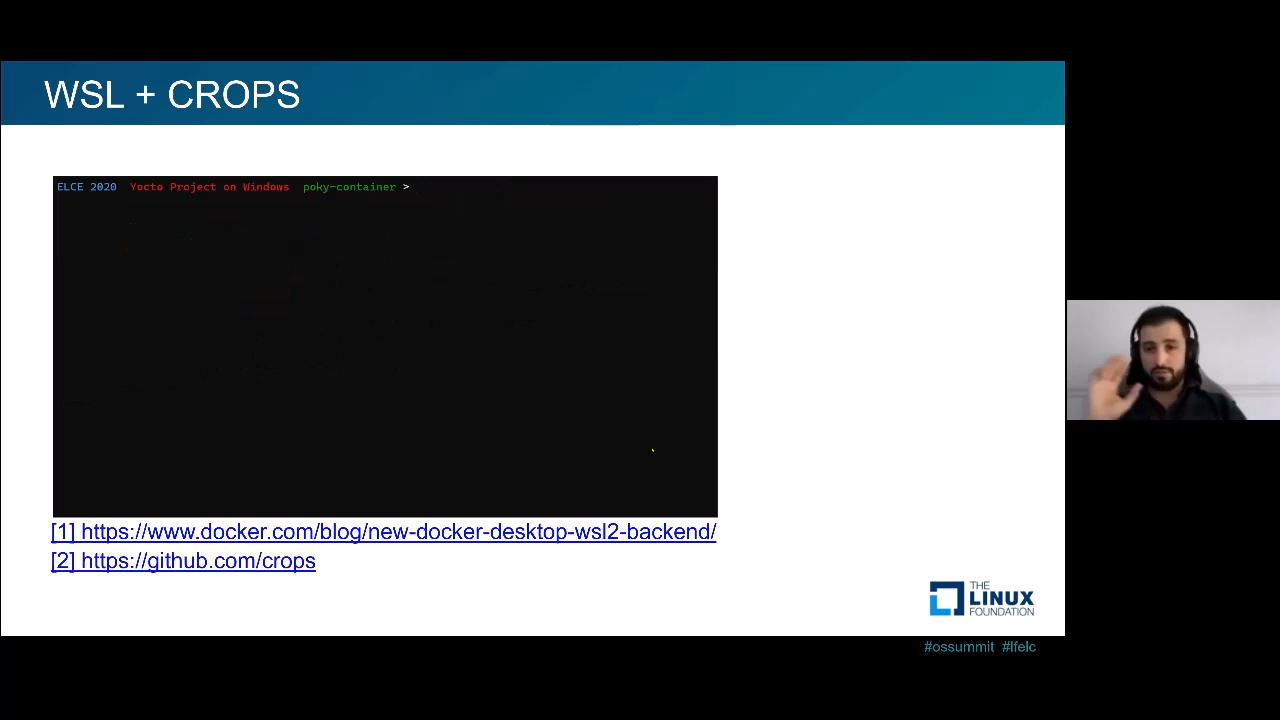 WSL + CROPS
ELCE 2020 Yocto Project on Windows poky-container >
[1] https://www.docker.com/blog/new-docker-desktop-wsl2-backend/
[2] https://github.com/crops
THE
LINUX
FOUNDATION
#ossummit #lfelc